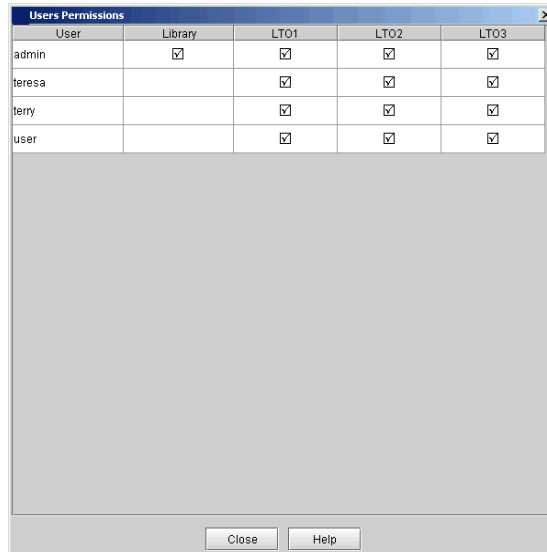 Users Permissions
User Library LTO1 LTO2 LTO3
admin
teresa
terry
user
Close Help